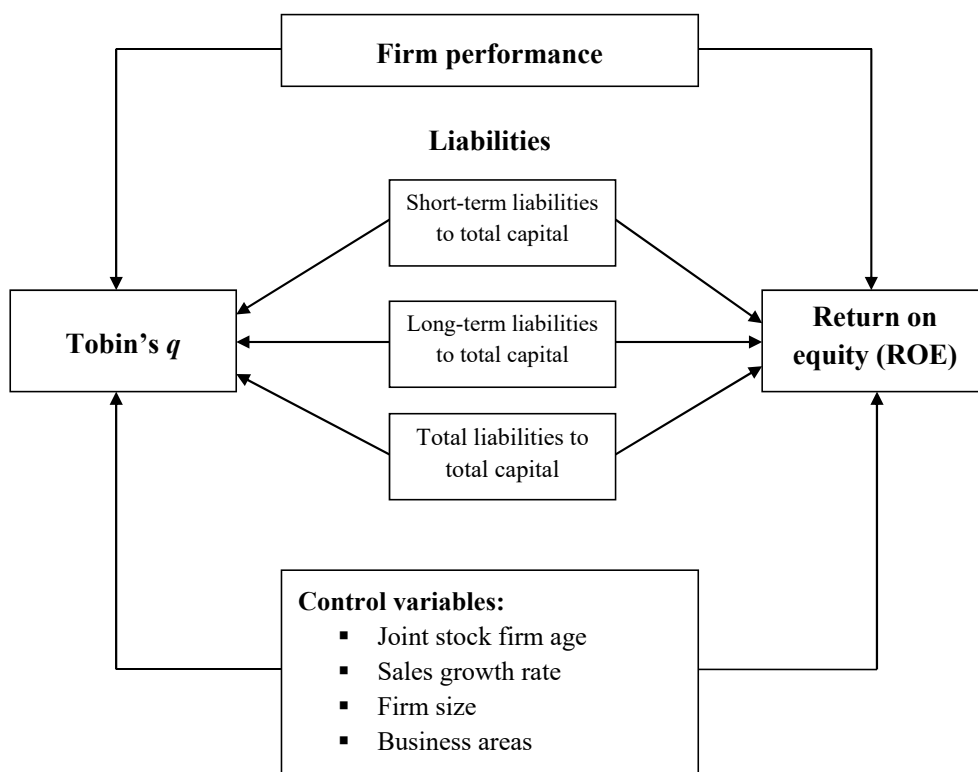 Firm performance
Liabilities
Short-term liabilities
to total capital
Tobin’s q
Long-term liabilities
to total capital
Return on
equity (ROE)
Total liabilities to
total capital
Control variables:
▪ Joint stock firm age
▪ Sales growth rate
▪ Firm size
▪ Business areas